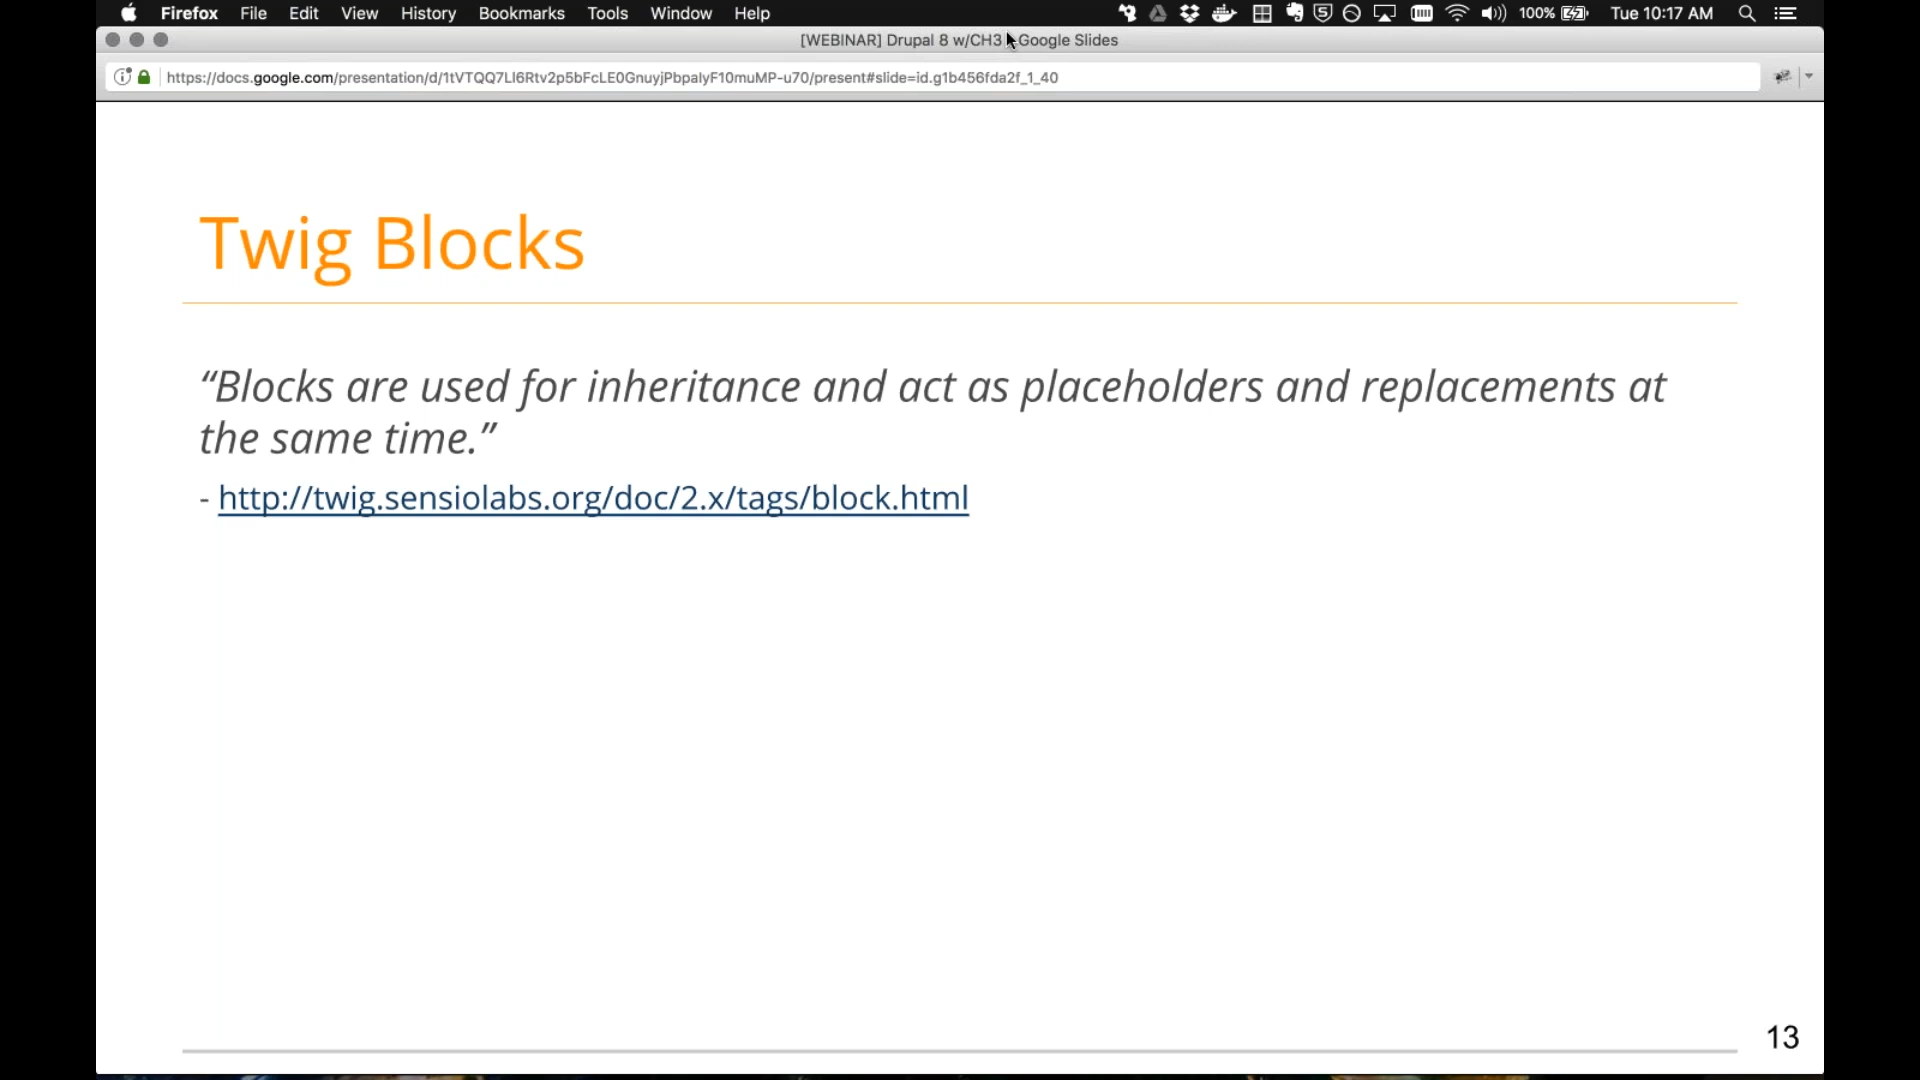 Firefox File Edit View History Bookmarks Tools Window Help 100% Tue 10:17 AM
[WEBINAR] Drupal 8 w/CH3 - Google Slides
https://docs.google.com/presentation/d/1tVTQQ7Ll6Rtv2p5bFcLE0GnuyjPbpalyF10muMP-u70/present#slide=id.g1b456fda2f_1_40
Twig Blocks
“Blocks are used for inheritance and act as placeholders and replacements at
the same time.”
- http://twig.sensiolabs.org/doc/2.x/tags/block.html
13